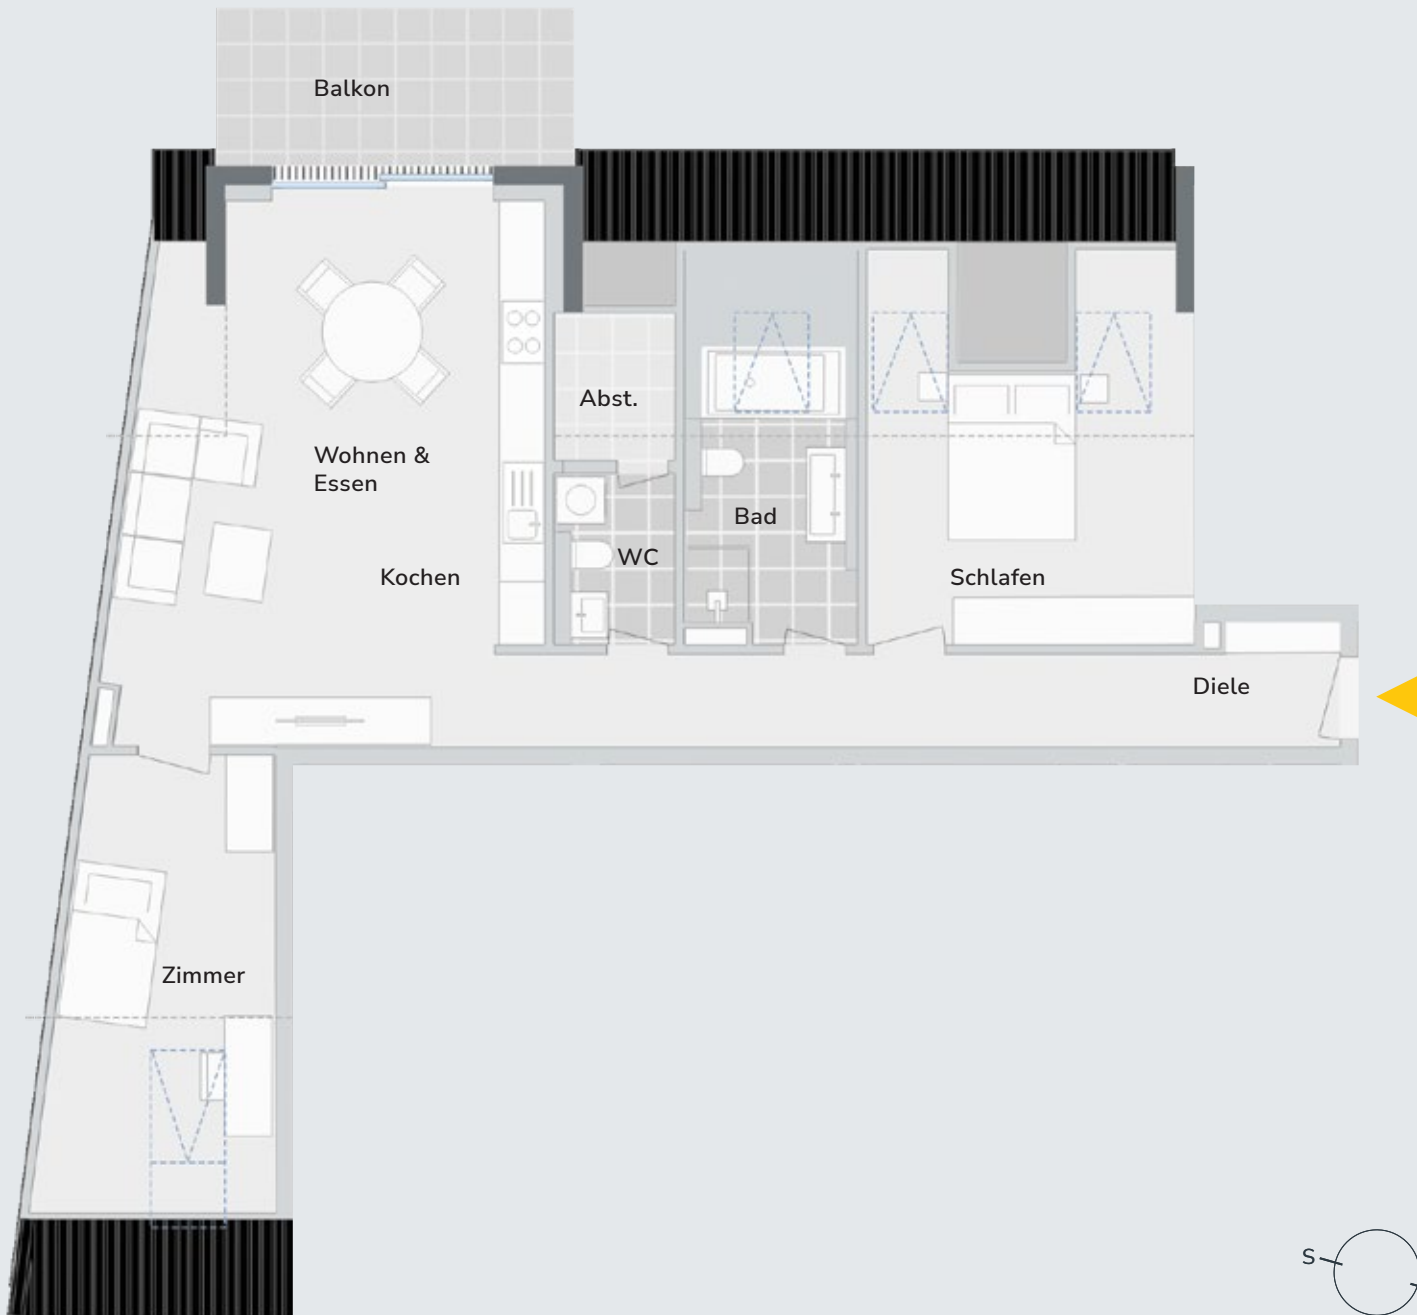 Balkon
Abst.
Wohnen &
Essen
Bad
WC
Kochen
Schlafen
Diele
Zimmer
S